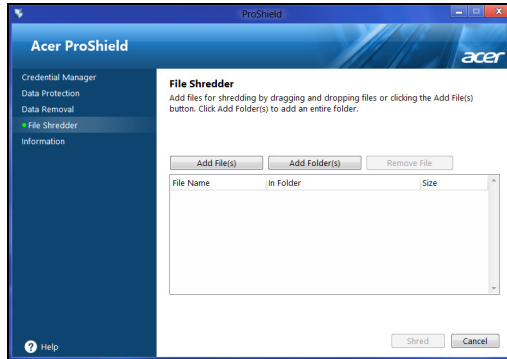 ProShield
Acer ProShield
acer
Credential Manager
Data Protection
Data Removal
File Shredder
Information
File Shredder
Add files for shredding by dragging and dropping files or clicking the Add File(s)
button. Click Add Folder(s) to add an entire folder.
Add File(s)
Add Folder(s)
Remove File
File Name
In Folder
Size
? Help
Shred
Cancel